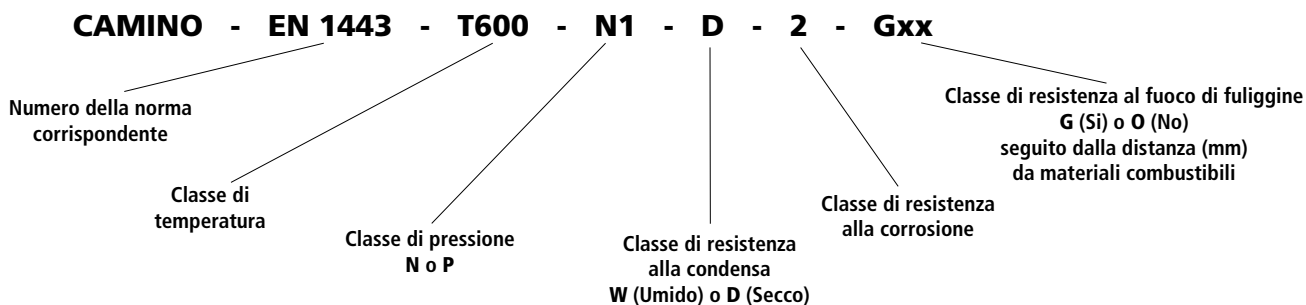 CAMINO - EN 1443 - T600 - N1 - D - 2 - Gxx
Numero della norma
corrispondente
Classe di
temperatura
Classe di pressione
N o P
Classe di resistenza
alla condensa
W (Umido) o D (Secco)
Classe di resistenza
alla corrosione
Classe di resistenza al fuoco di fuliggine
G (Si) o O (No)
seguito dalla distanza (mm)
da materiali combustibili